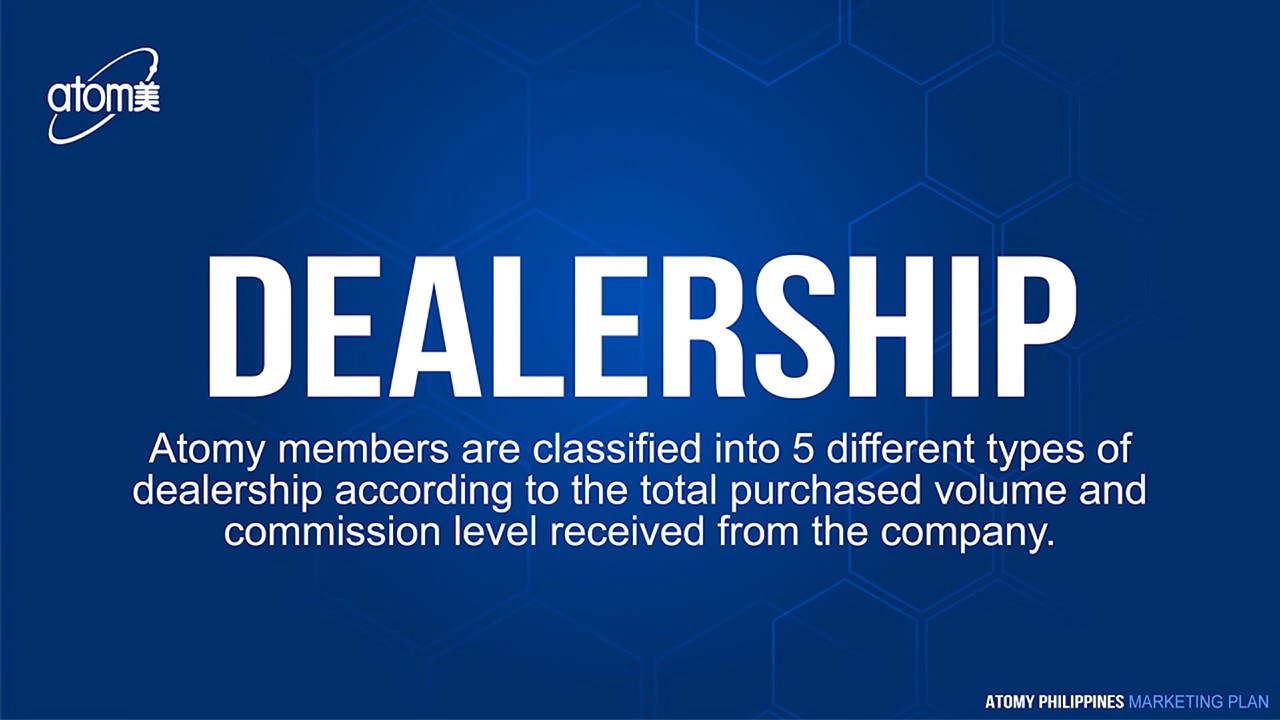 atom美
DEALERSHIP
Atomy members are classified into 5 different types of
dealership according to the total purchased volume and
commission level received from the company.
ATOMY PHILIPPINES MARKETING PLAN